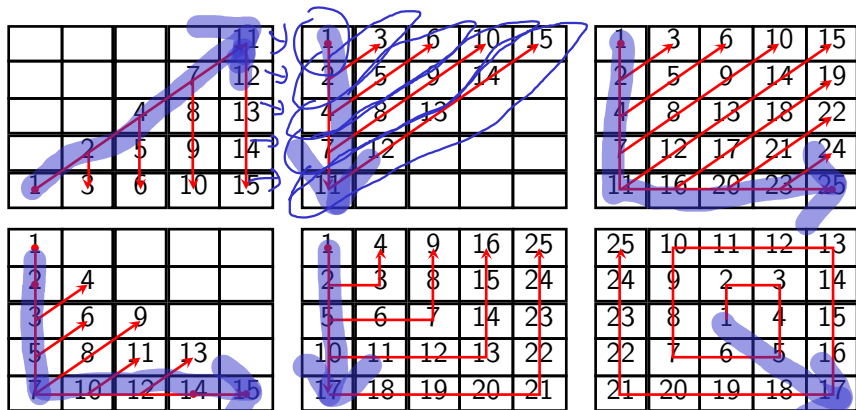 11
7 12
4 8 13
2 5 9 14
1 3 6 10 15
1 3 6 10 15
2 5 9 14
4 8 13
7 12
11
1 3 6 10 15
2 5 9 14 19
4 8 13 18 22
7 12 17 21 24
11 16 20 23 25
1
2 4
3 6 9
5 8 11 13
7 10 12 14 15
1 4 9 16 25
2 3 8 15 24
5 6 7 14 23
10 11 12 13 22
17 18 19 20 21
25 10 11 12 13
24 9 2 3 14
23 8 1 4 15
22 7 6 5 16
21 20 19 18 17